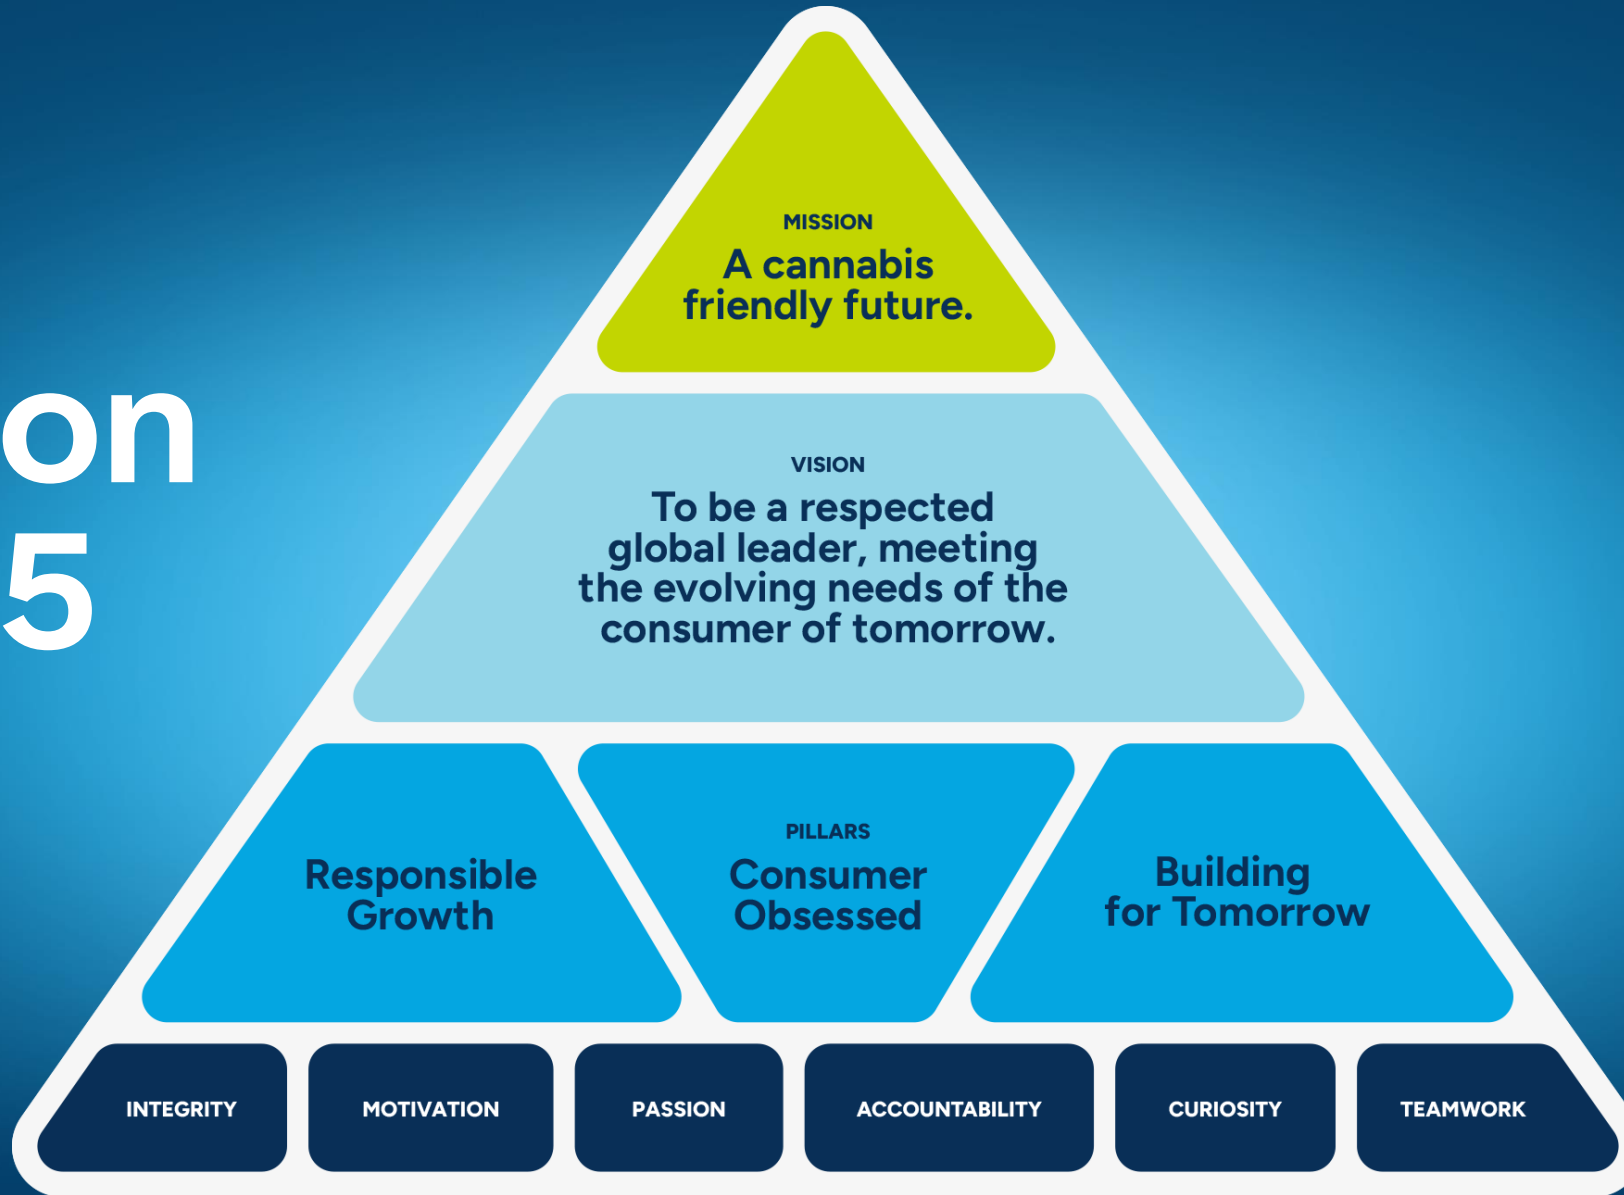 on
5
MISSION
A cannabis
friendly future.
VISION
To be a respected
global leader, meeting
the evolving needs of the
consumer of tomorrow.
PILLARS
Responsible
Growth
Consumer
Obsessed
Building
for Tomorrow
INTEGRITY
MOTIVATION
PASSION
ACCOUNTABILITY
CURIOSITY
TEAMWORK